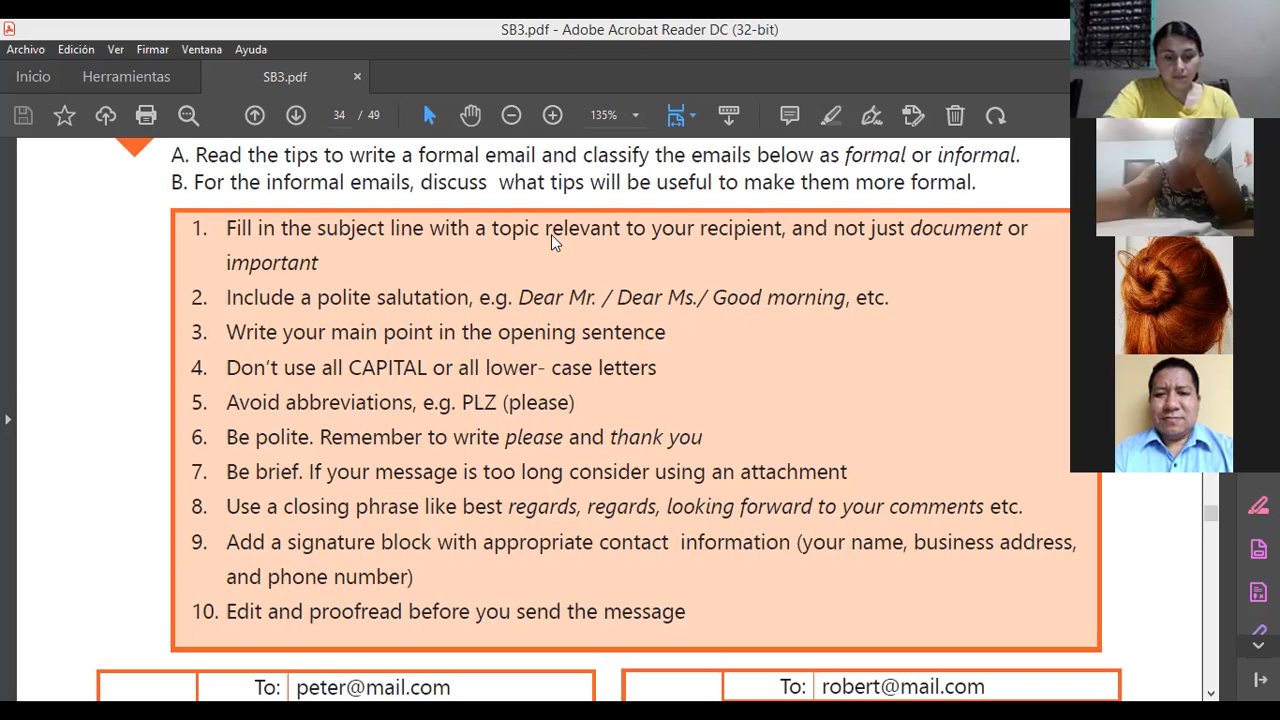 SB3.pdf - Adobe Acrobat Reader DC (32-bit)
Archivo Edición Ver Firmar Ventana Ayuda
Inicio Herramientas SB3.pdf ×
34 / 49 135%
A. Read the tips to write a formal email and classify the emails below as formal or informal.
B. For the informal emails, discuss what tips will be useful to make them more formal.
1. Fill in the subject line with a topic relevant to your recipient, and not just document or
important
2. Include a polite salutation, e.g. Dear Mr. / Dear Ms./ Good morning, etc.
3. Write your main point in the opening sentence
4. Don't use all CAPITAL or all lower- case letters
5. Avoid abbreviations, e.g. PLZ (please)
6. Be polite. Remember to write please and thank you
7. Be brief. If your message is too long consider using an attachment
8. Use a closing phrase like best regards, regards, looking forward to your comments etc.
9. Add a signature block with appropriate contact information (your name, business address,
and phone number)
10. Edit and proofread before you send the message
To: peter@mail.com
To: robert@mail.com